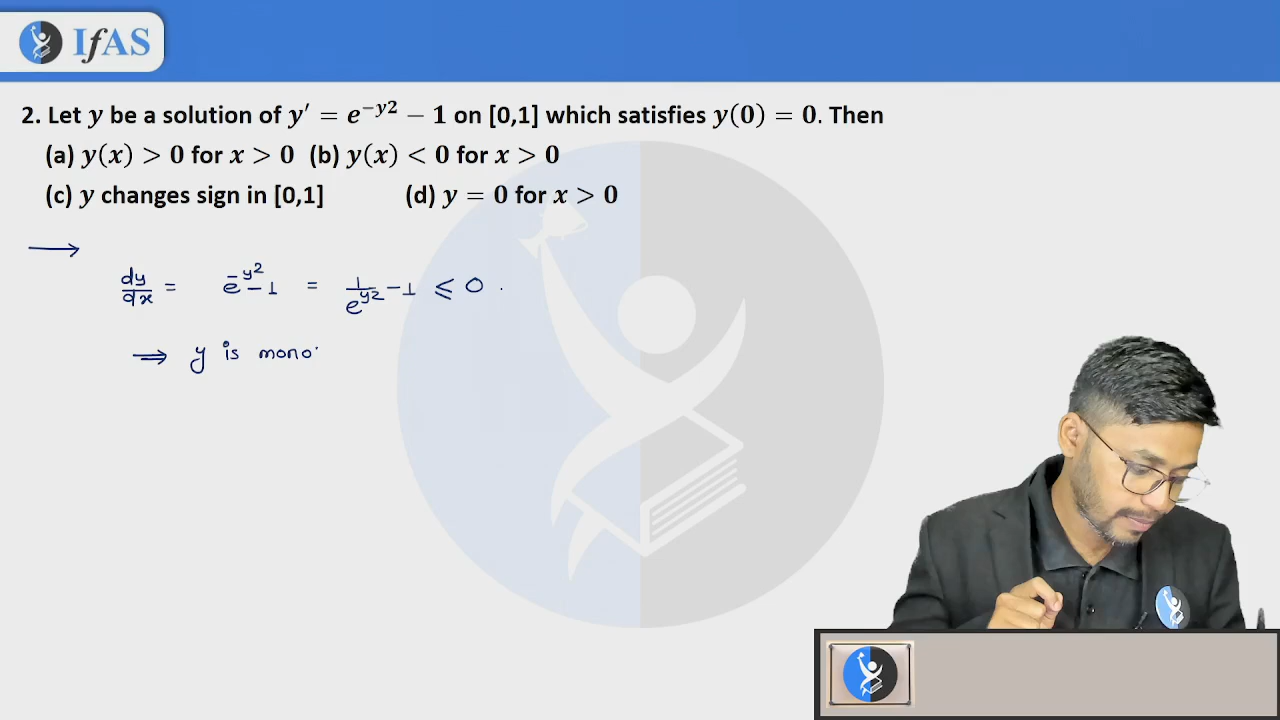 IfAS
2. Let y be a solution of y′ = e^{−y2} − 1 on [0,1] which satisfies y(0) = 0. Then
(a) y(x) > 0 for x > 0 (b) y(x) < 0 for x > 0
(c) y changes sign in [0,1] (d) y = 0 for x > 0
dy/dx = e^{-y²} - 1 = 1/e^{y²} - 1 ≤ 0 .
⇒ y is mono